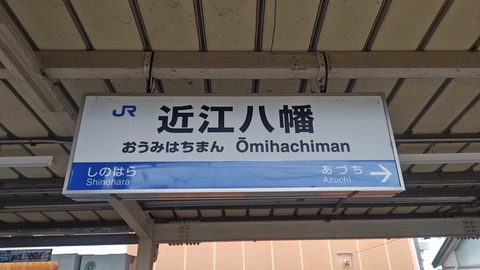 JR
近江八幡
おうみはちまん Ōmihachiman
しのはら あづち →
Shinohara Azuchi